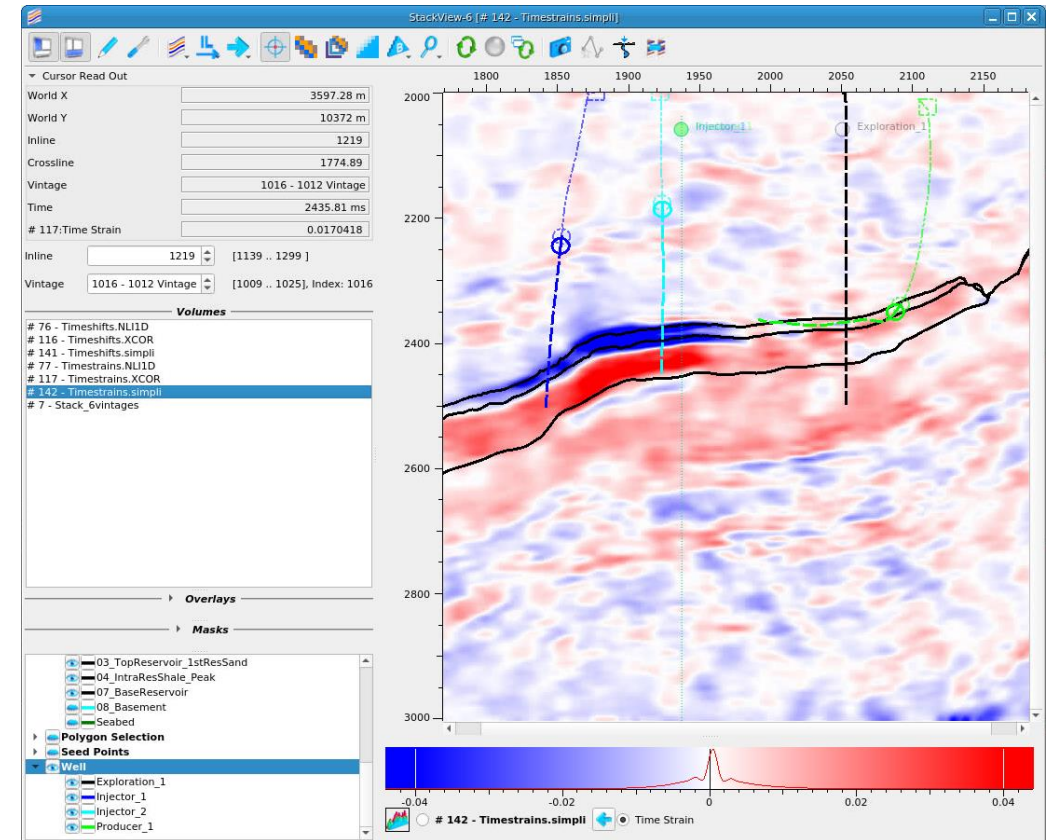 StackView-6 [# 142 - Timestrains.simpli]
Cursor Read Out
World X 3597.28 m
World Y 10372 m
Inline 1219
Crossline 1774.89
Vintage 1016 - 1012 Vintage
Time 2435.81 ms
# 117:Time Strain 0.0170418
Inline 1219 [1139 .. 1299 ]
Vintage 1016 - 1012 Vintage [1009 .. 1025], Index: 1016
Volumes
# 76 - Timeshifts.NLI1D
# 116 - Timeshifts.XCOR
# 141 - Timeshifts.simpli
# 77 - Timestrains.NLI1D
# 117 - Timestrains.XCOR
# 142 - Timestrains.simpli
# 7 - Stack_6vintages
Overlays
Masks
03_TopReservoir_1stResSand
04_IntraResShale_Peak
07_BaseReservoir
08_Basement
Seabed
Polygon Selection
Seed Points
Well
Exploration_1
Injector_1
Injector_2
Producer_1
1800 1850 1900 1950 2000 2050 2100 2150
2000
2200
2400
2600
2800
3000
Exploration_1
-0.04 -0.02 0 0.02 0.04
# 142 - Timestrains.simpli Time Strain